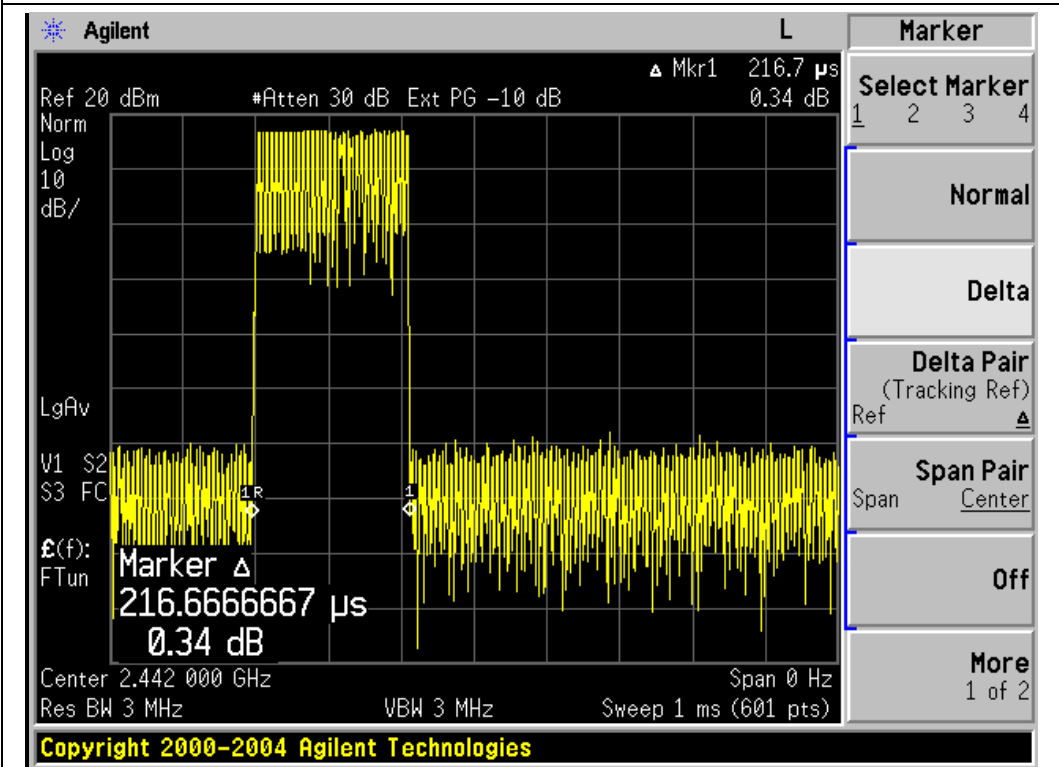 Agilent L
Δ Mkr1 216.7 µs
Ref 20 dBm #Atten 30 dB Ext PG -10 dB 0.34 dB
Norm
Log
10
dB/
LgAv
V1 S2
S3 FC
1R 1
£(f):
FTun
Marker Δ
216.6666667 µs
0.34 dB
Center 2.442 000 GHz Span 0 Hz
Res BW 3 MHz VBW 3 MHz Sweep 1 ms (601 pts)
Copyright 2000-2004 Agilent Technologies
Marker
Select Marker
1 2 3 4
Normal
Delta
Delta Pair
(Tracking Ref)
Ref Δ
Span Pair
Span Center
Off
More
1 of 2